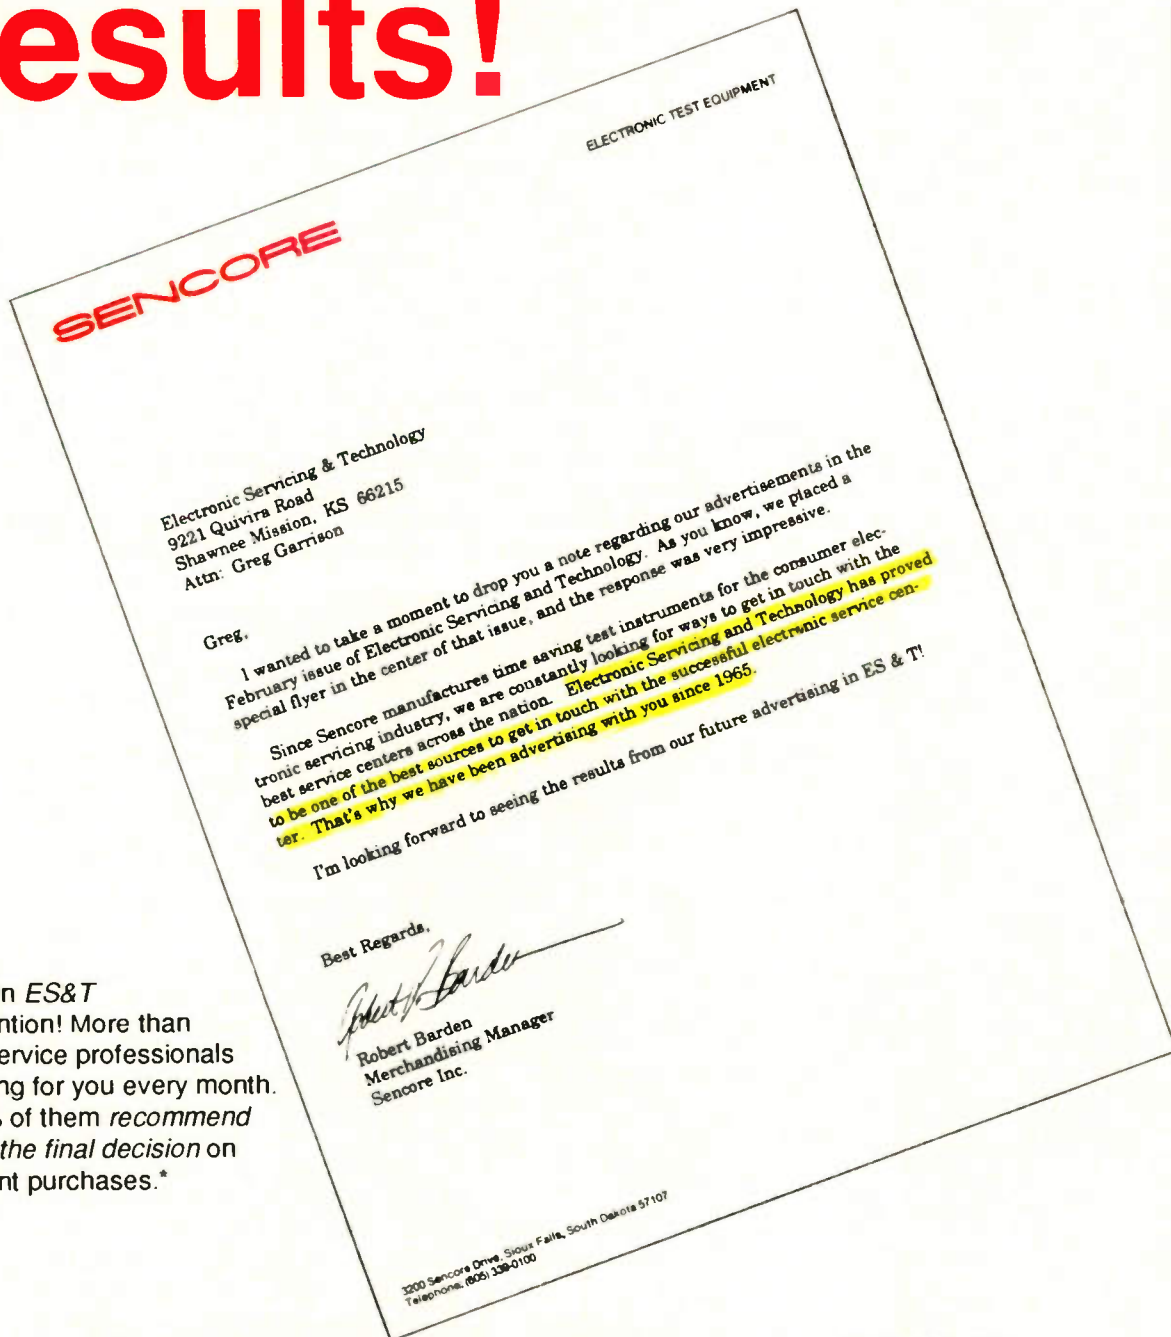 esults!
ELECTRONIC TEST EQUIPMENT
SENCORE
Electronic Servicing & Technology
9221 Quivira Road
Shawnee Mission, KS 66215
Attn: Greg Garrison
Greg,
I wanted to take a moment to drop you a note regarding our advertisements in the
February issue of Electronic Servicing and Technology. As you know, we placed a
special flyer in the center of that issue, and the response was very impressive.
Since Sencore manufactures time saving test instruments for the consumer elec-
tronic servicing industry, we are constantly looking for ways to get in touch with the
best service centers across the nation. Electronic Servicing and Technology has proved
to be one of the best sources to get in touch with the successful electronic service cen-
ter. That's why we have been advertising with you since 1965.
I'm looking forward to seeing the results from our future advertising in ES & T!
Best Regards,
Robert Barden
Robert Barden
Merchandising Manager
Sencore Inc.
3200 Sencore Drive, Sioux Falls, South Dakota 57107
Telephone: (605) 339-0100
n ES&T
ntion! More than
ervice professionals
ng for you every month.
of them recommend
the final decision on
nt purchases.*